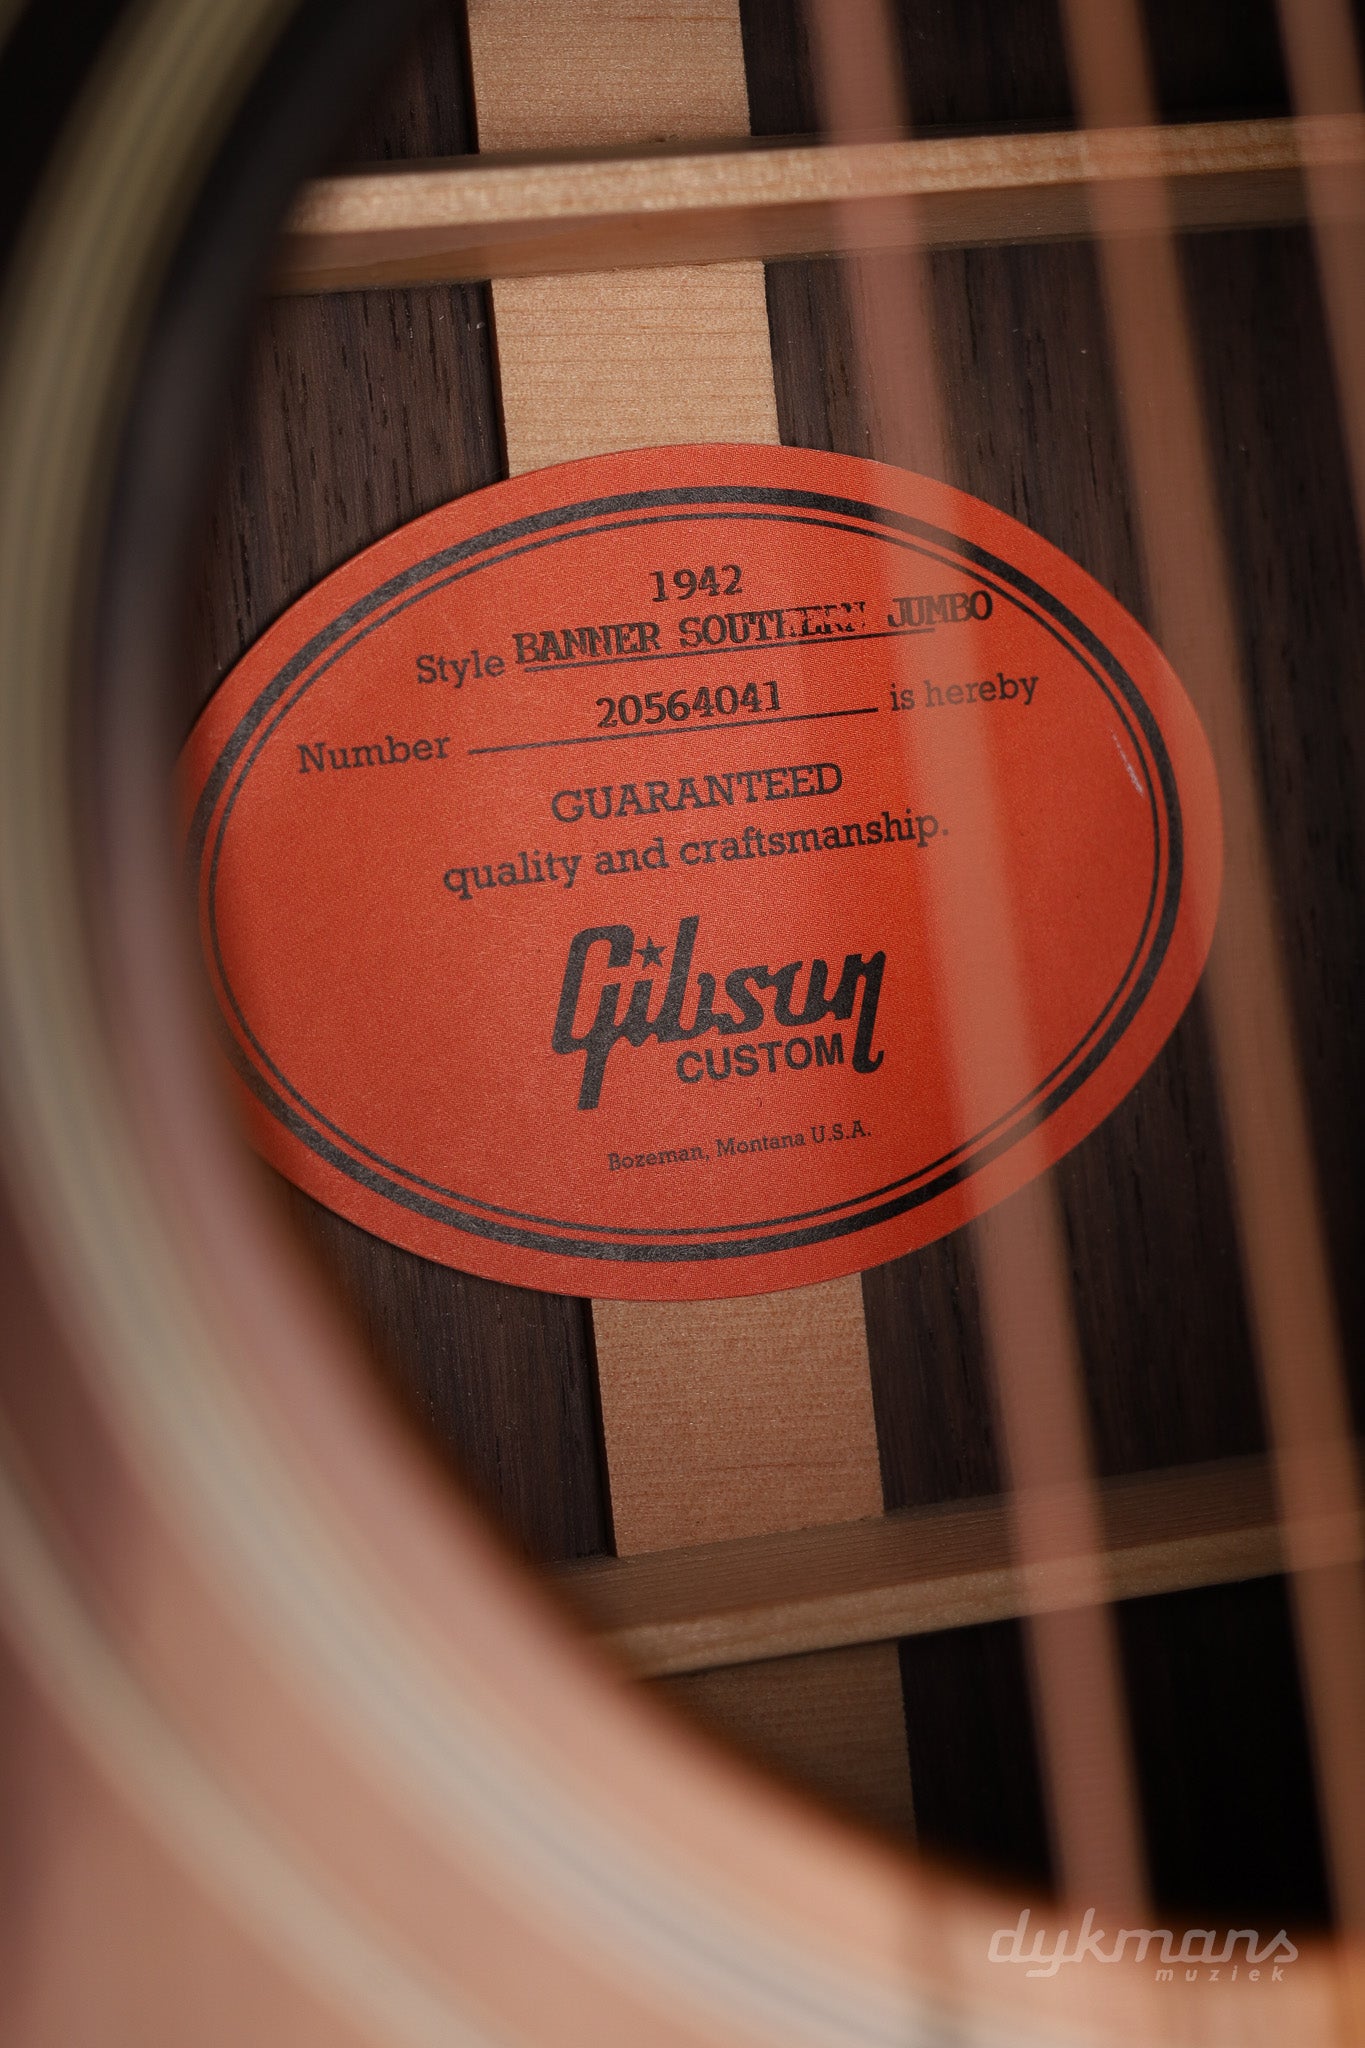 1942
Style BANNER SOUTHERN JUMBO
Number 20564041 is hereby
GUARANTEED
quality and craftsmanship.
Gibson
CUSTOM
Bozeman, Montana U.S.A.
dykmans
muziek